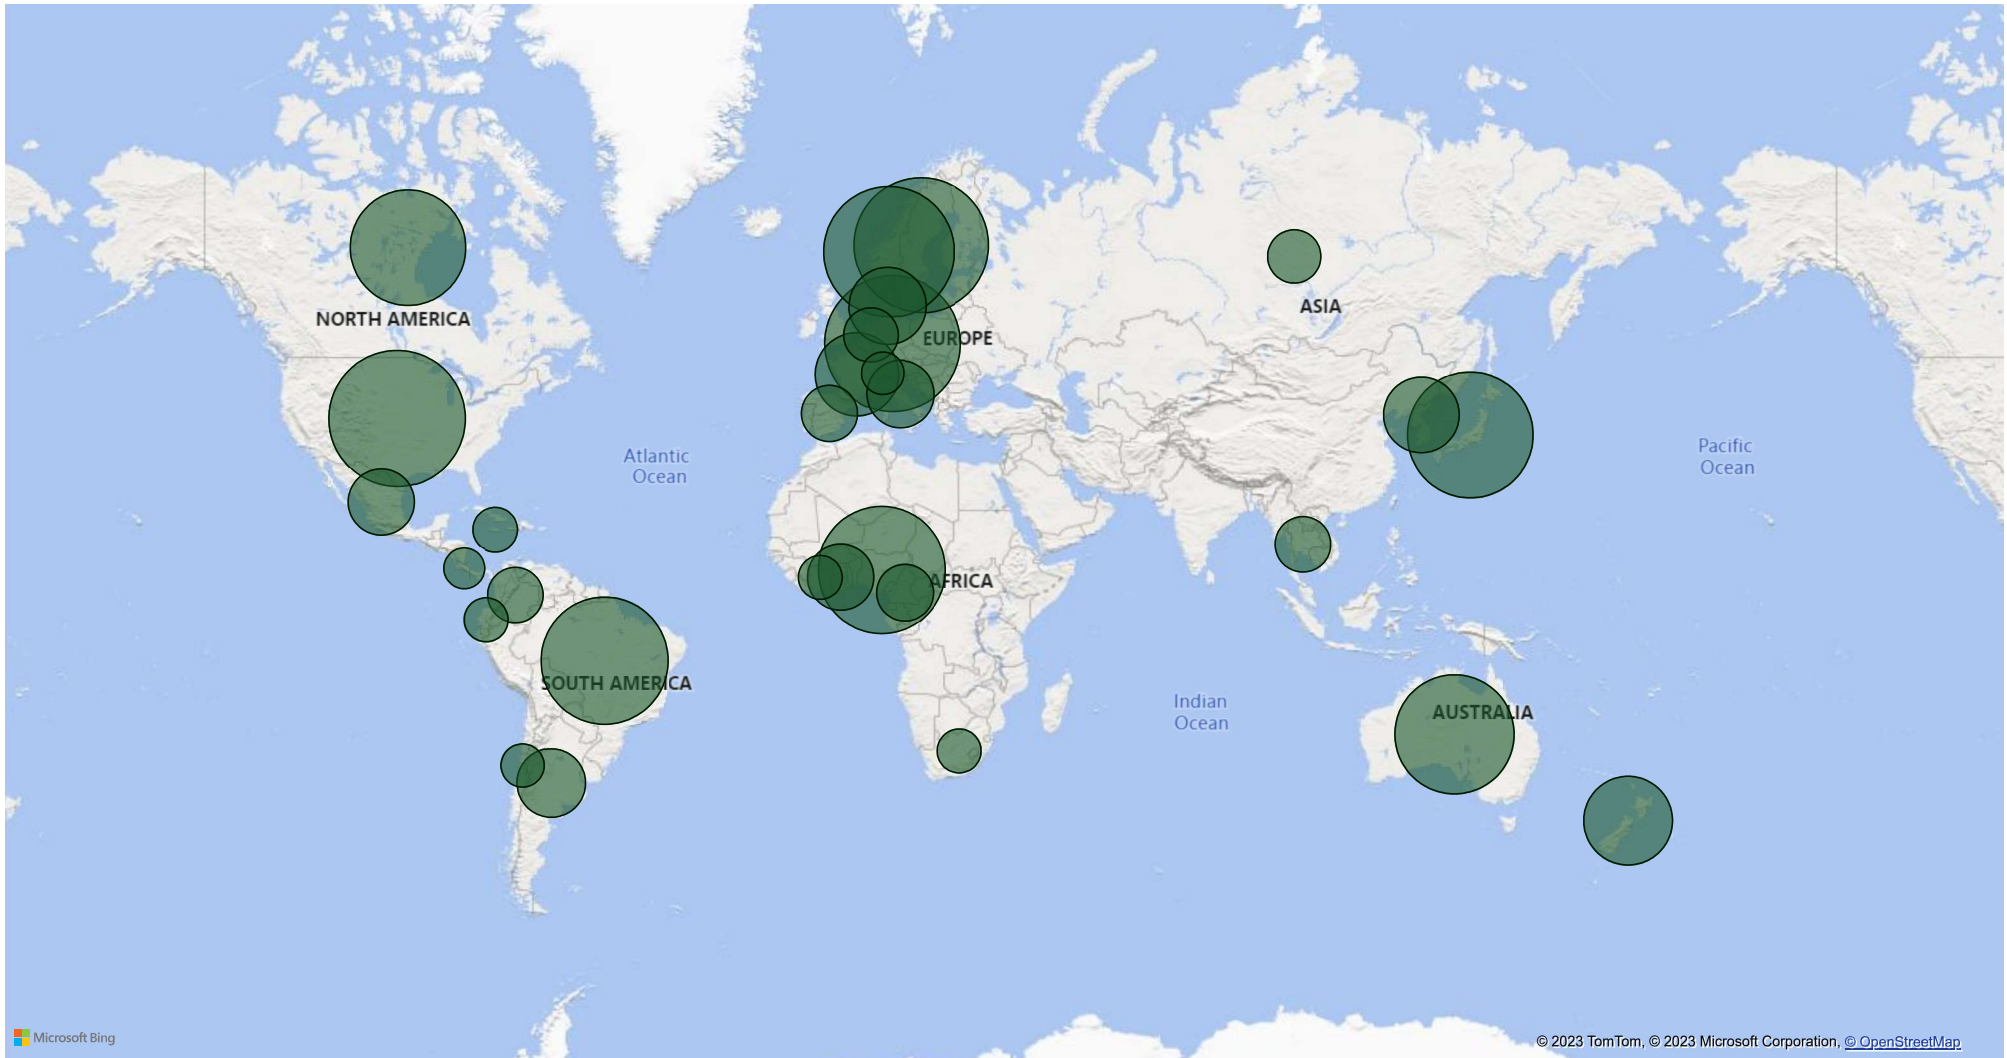 NORTH AMERICA
ASIA
EUROPE
Atlantic
Ocean
Pacific
Ocean
AFRICA
SOUTH AMERICA
Indian
Ocean
AUSTRALIA
Microsoft Bing
© 2023 TomTom, © 2023 Microsoft Corporation, © OpenStreetMap